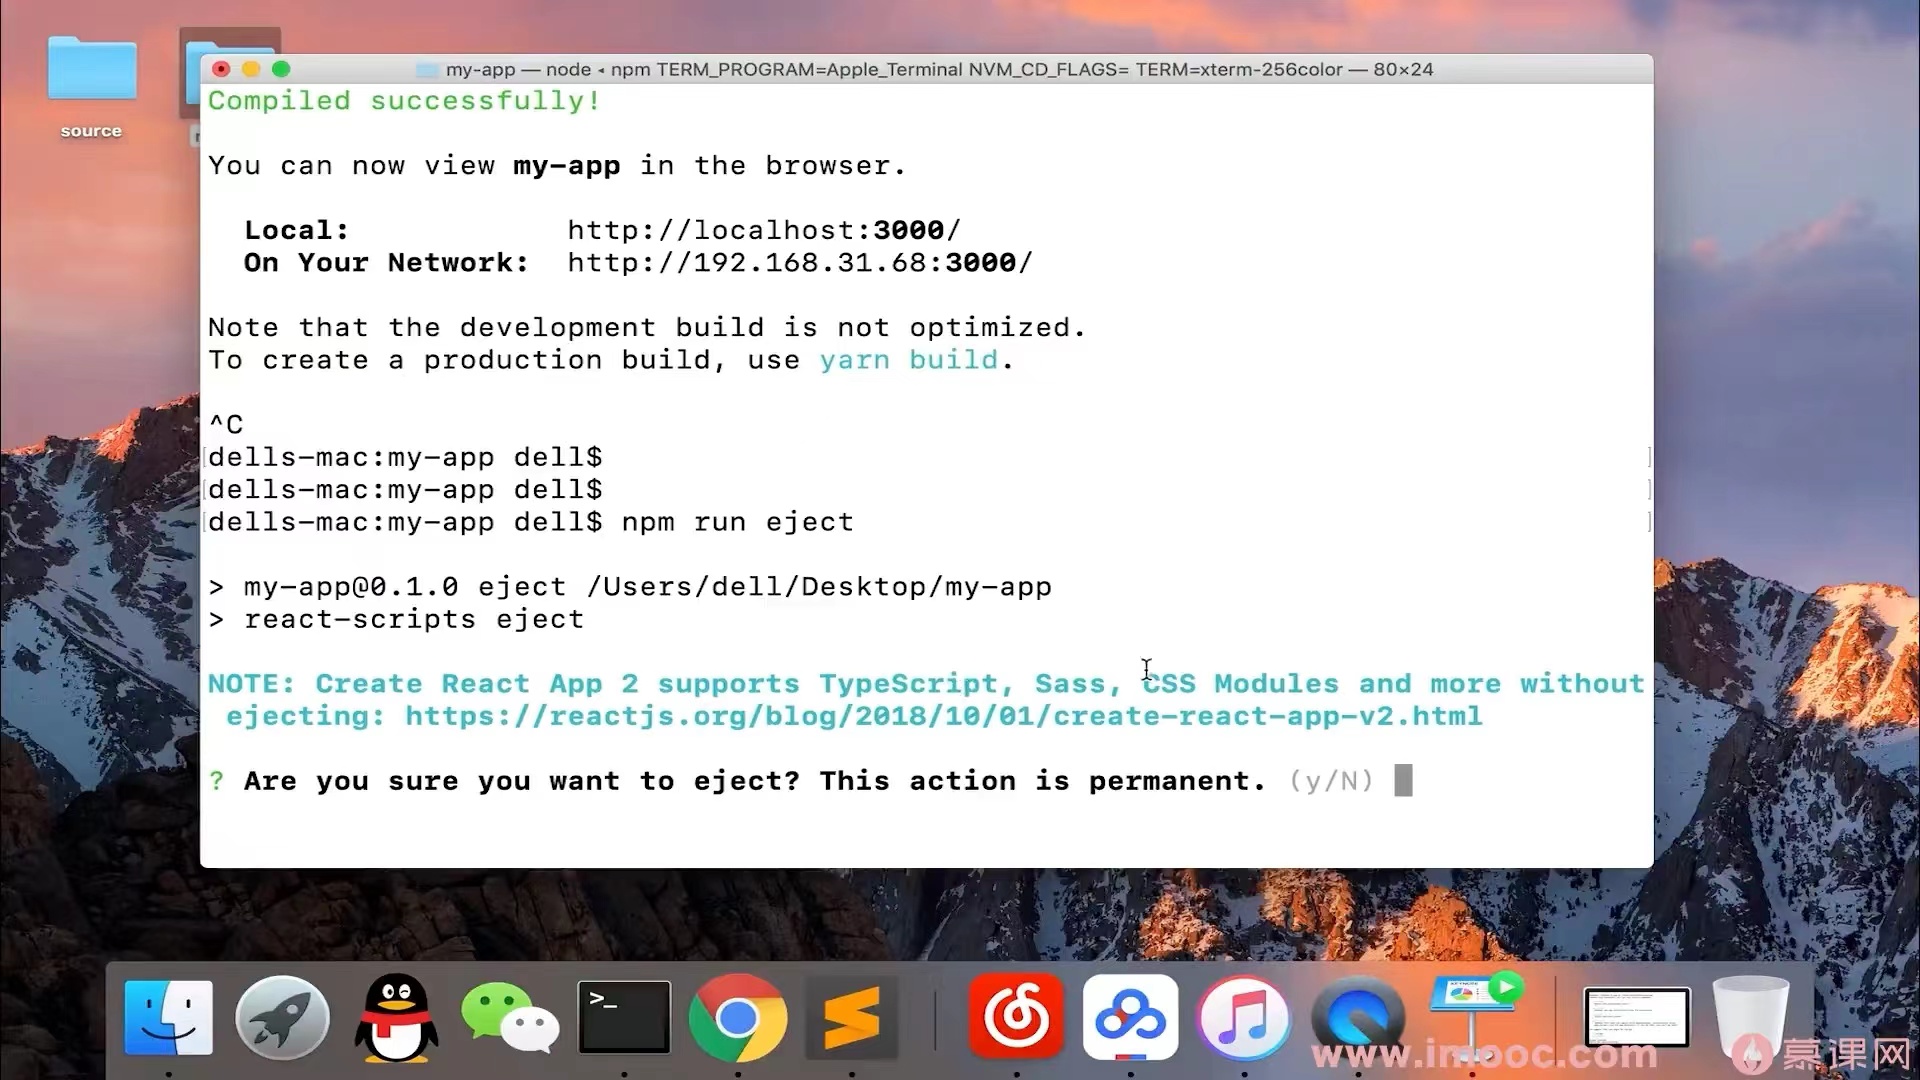 my-app — node ◂ npm TERM_PROGRAM=Apple_Terminal NVM_CD_FLAGS= TERM=xterm-256color — 80×24
source
Compiled successfully!
You can now view my-app in the browser.
Local: http://localhost:3000/
On Your Network: http://192.168.31.68:3000/
Note that the development build is not optimized.
To create a production build, use yarn build.
^C
dells-mac:my-app dell$
dells-mac:my-app dell$
dells-mac:my-app dell$ npm run eject
> my-app@0.1.0 eject /Users/dell/Desktop/my-app
> react-scripts eject
NOTE: Create React App 2 supports TypeScript, Sass, CSS Modules and more without
ejecting: https://reactjs.org/blog/2018/10/01/create-react-app-v2.html
? Are you sure you want to eject? This action is permanent. (y/N)
>_
KEYNOTE
www.imooc.com 慕课网